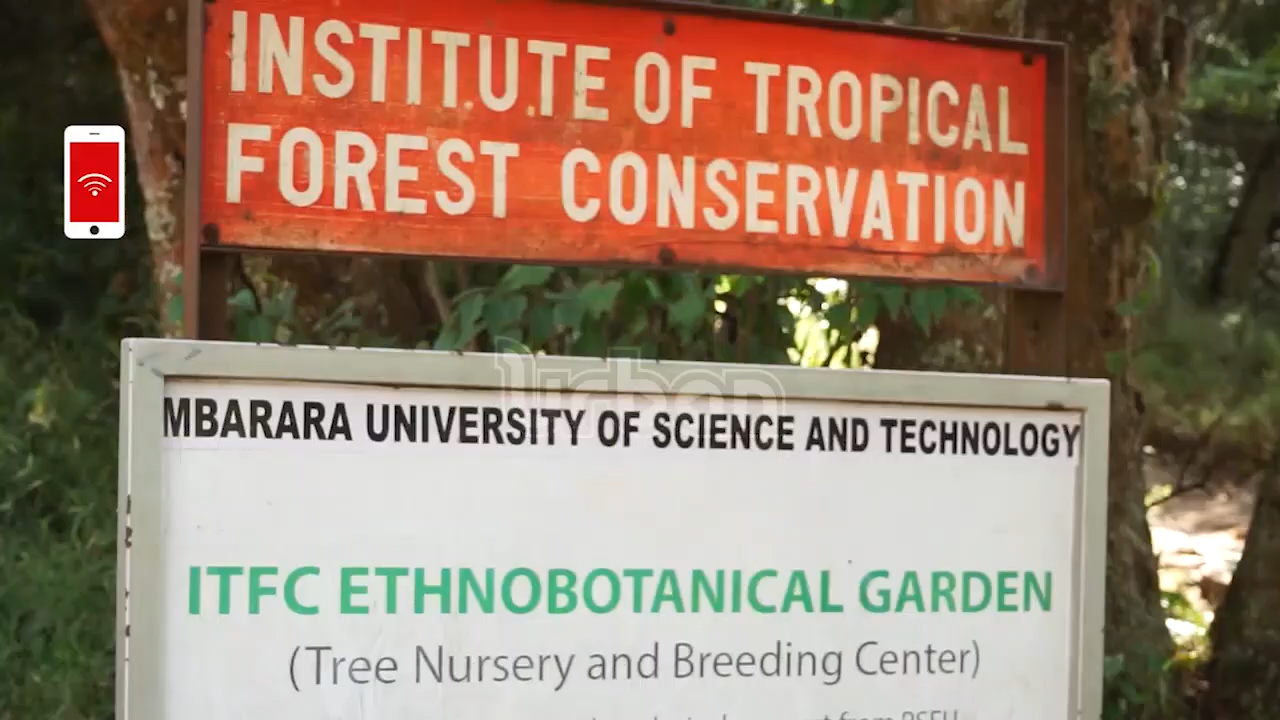 INSTITUTE OF TROPICAL
FOREST CONSERVATION
MBARARA UNIVERSITY OF SCIENCE AND TECHNOLOGY
ITFC ETHNOBOTANICAL GARDEN
(Tree Nursery and Breeding Center)